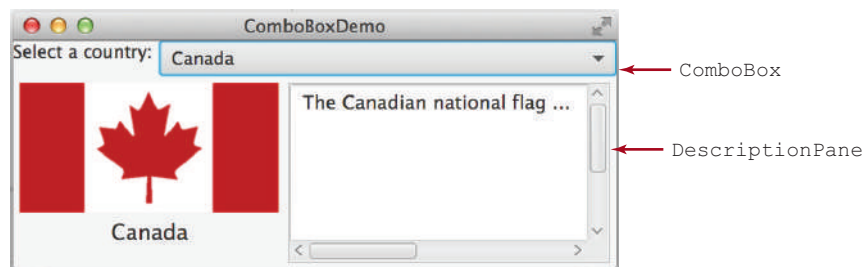 ComboBoxDemo
Select a country: Canada
ComboBox
The Canadian national flag ...
DescriptionPane
Canada